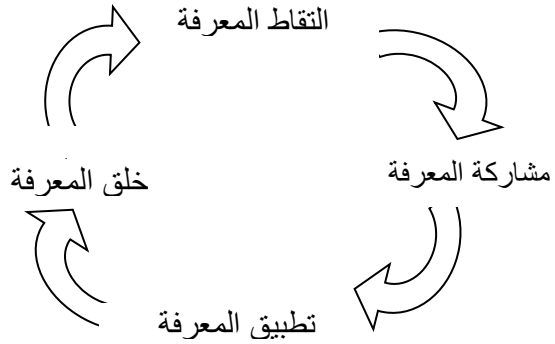 التقاط المعرفة
مشاركة المعرفة
خلق المعرفة
تطبيق المعرفة